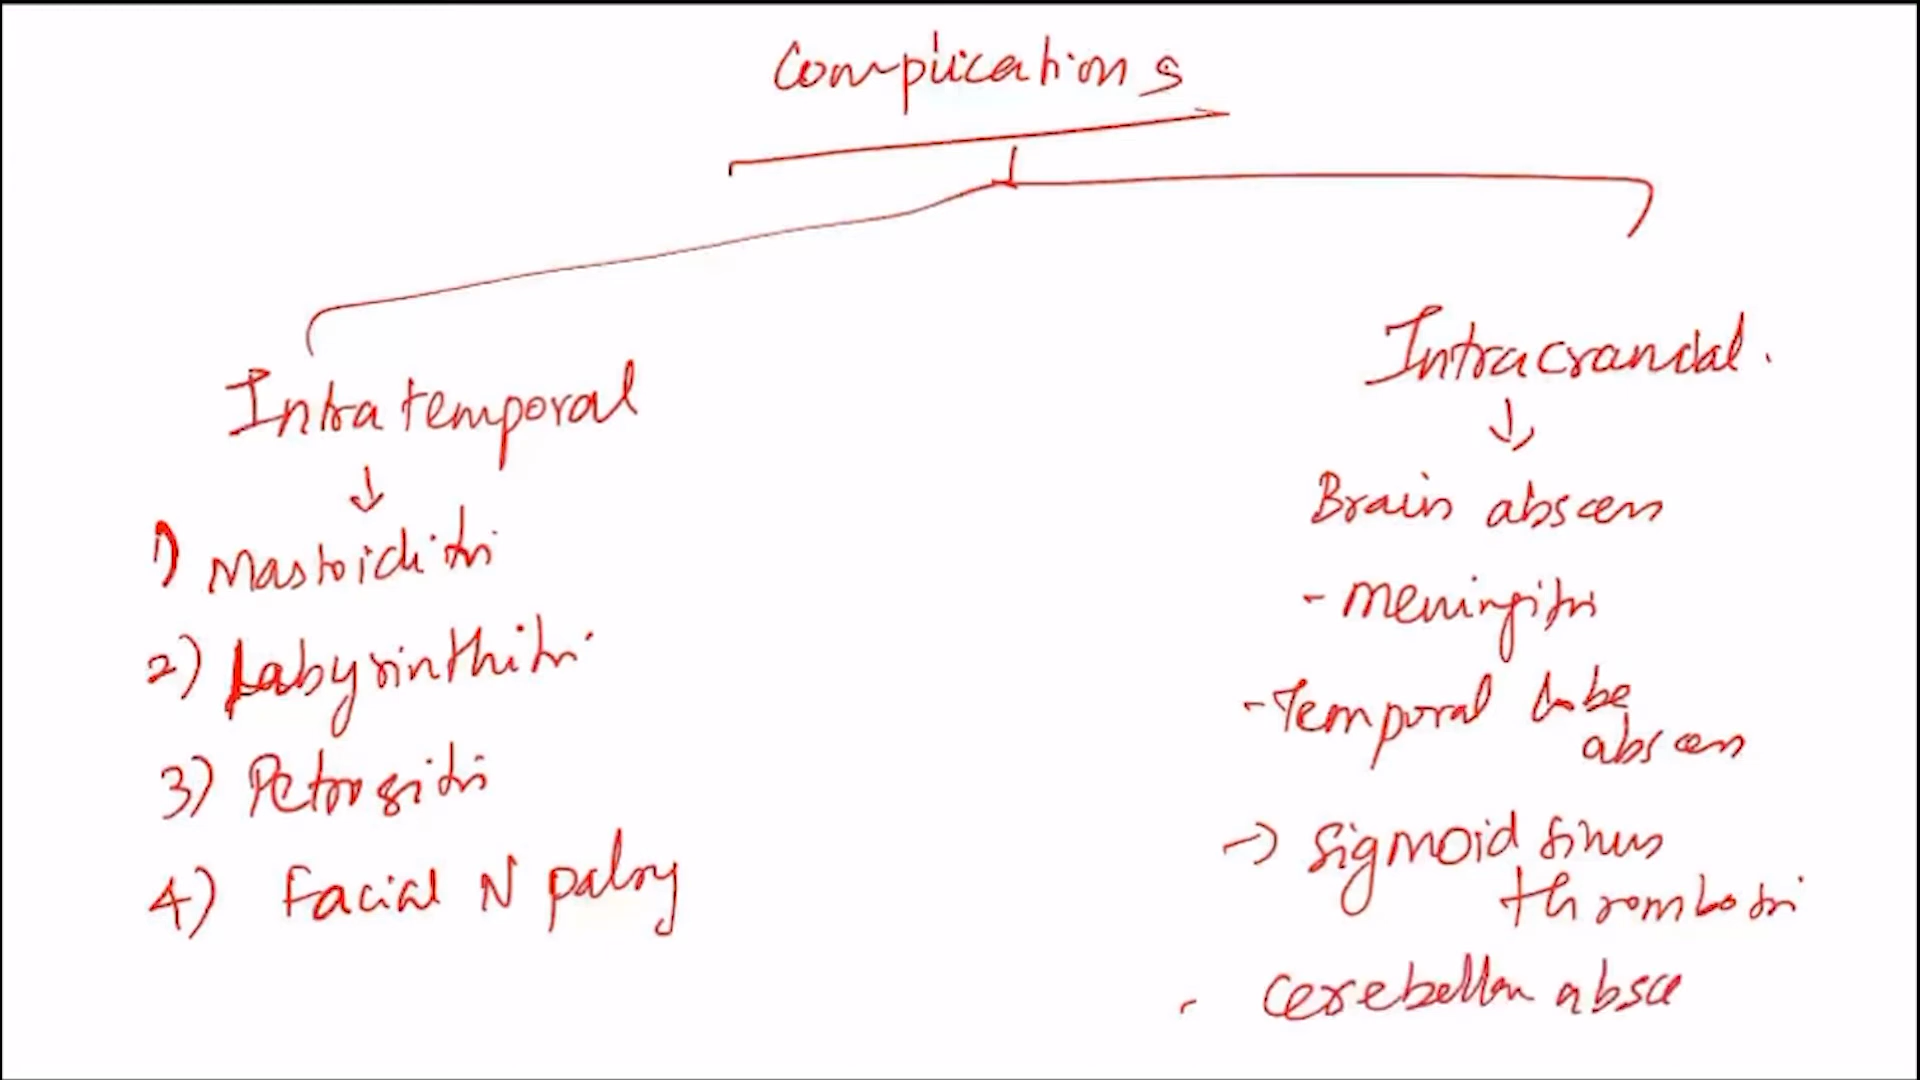 Complications
Intratemporal
1) Mastoiditis
2) Labyrinthitis
3) Petrositis
4) Facial N palsy
Intracranial.
Brain abscess
- Meningitis
- Temporal lobe
abscess
→ Sigmoid sinus
thrombosis
- Cerebellar absce